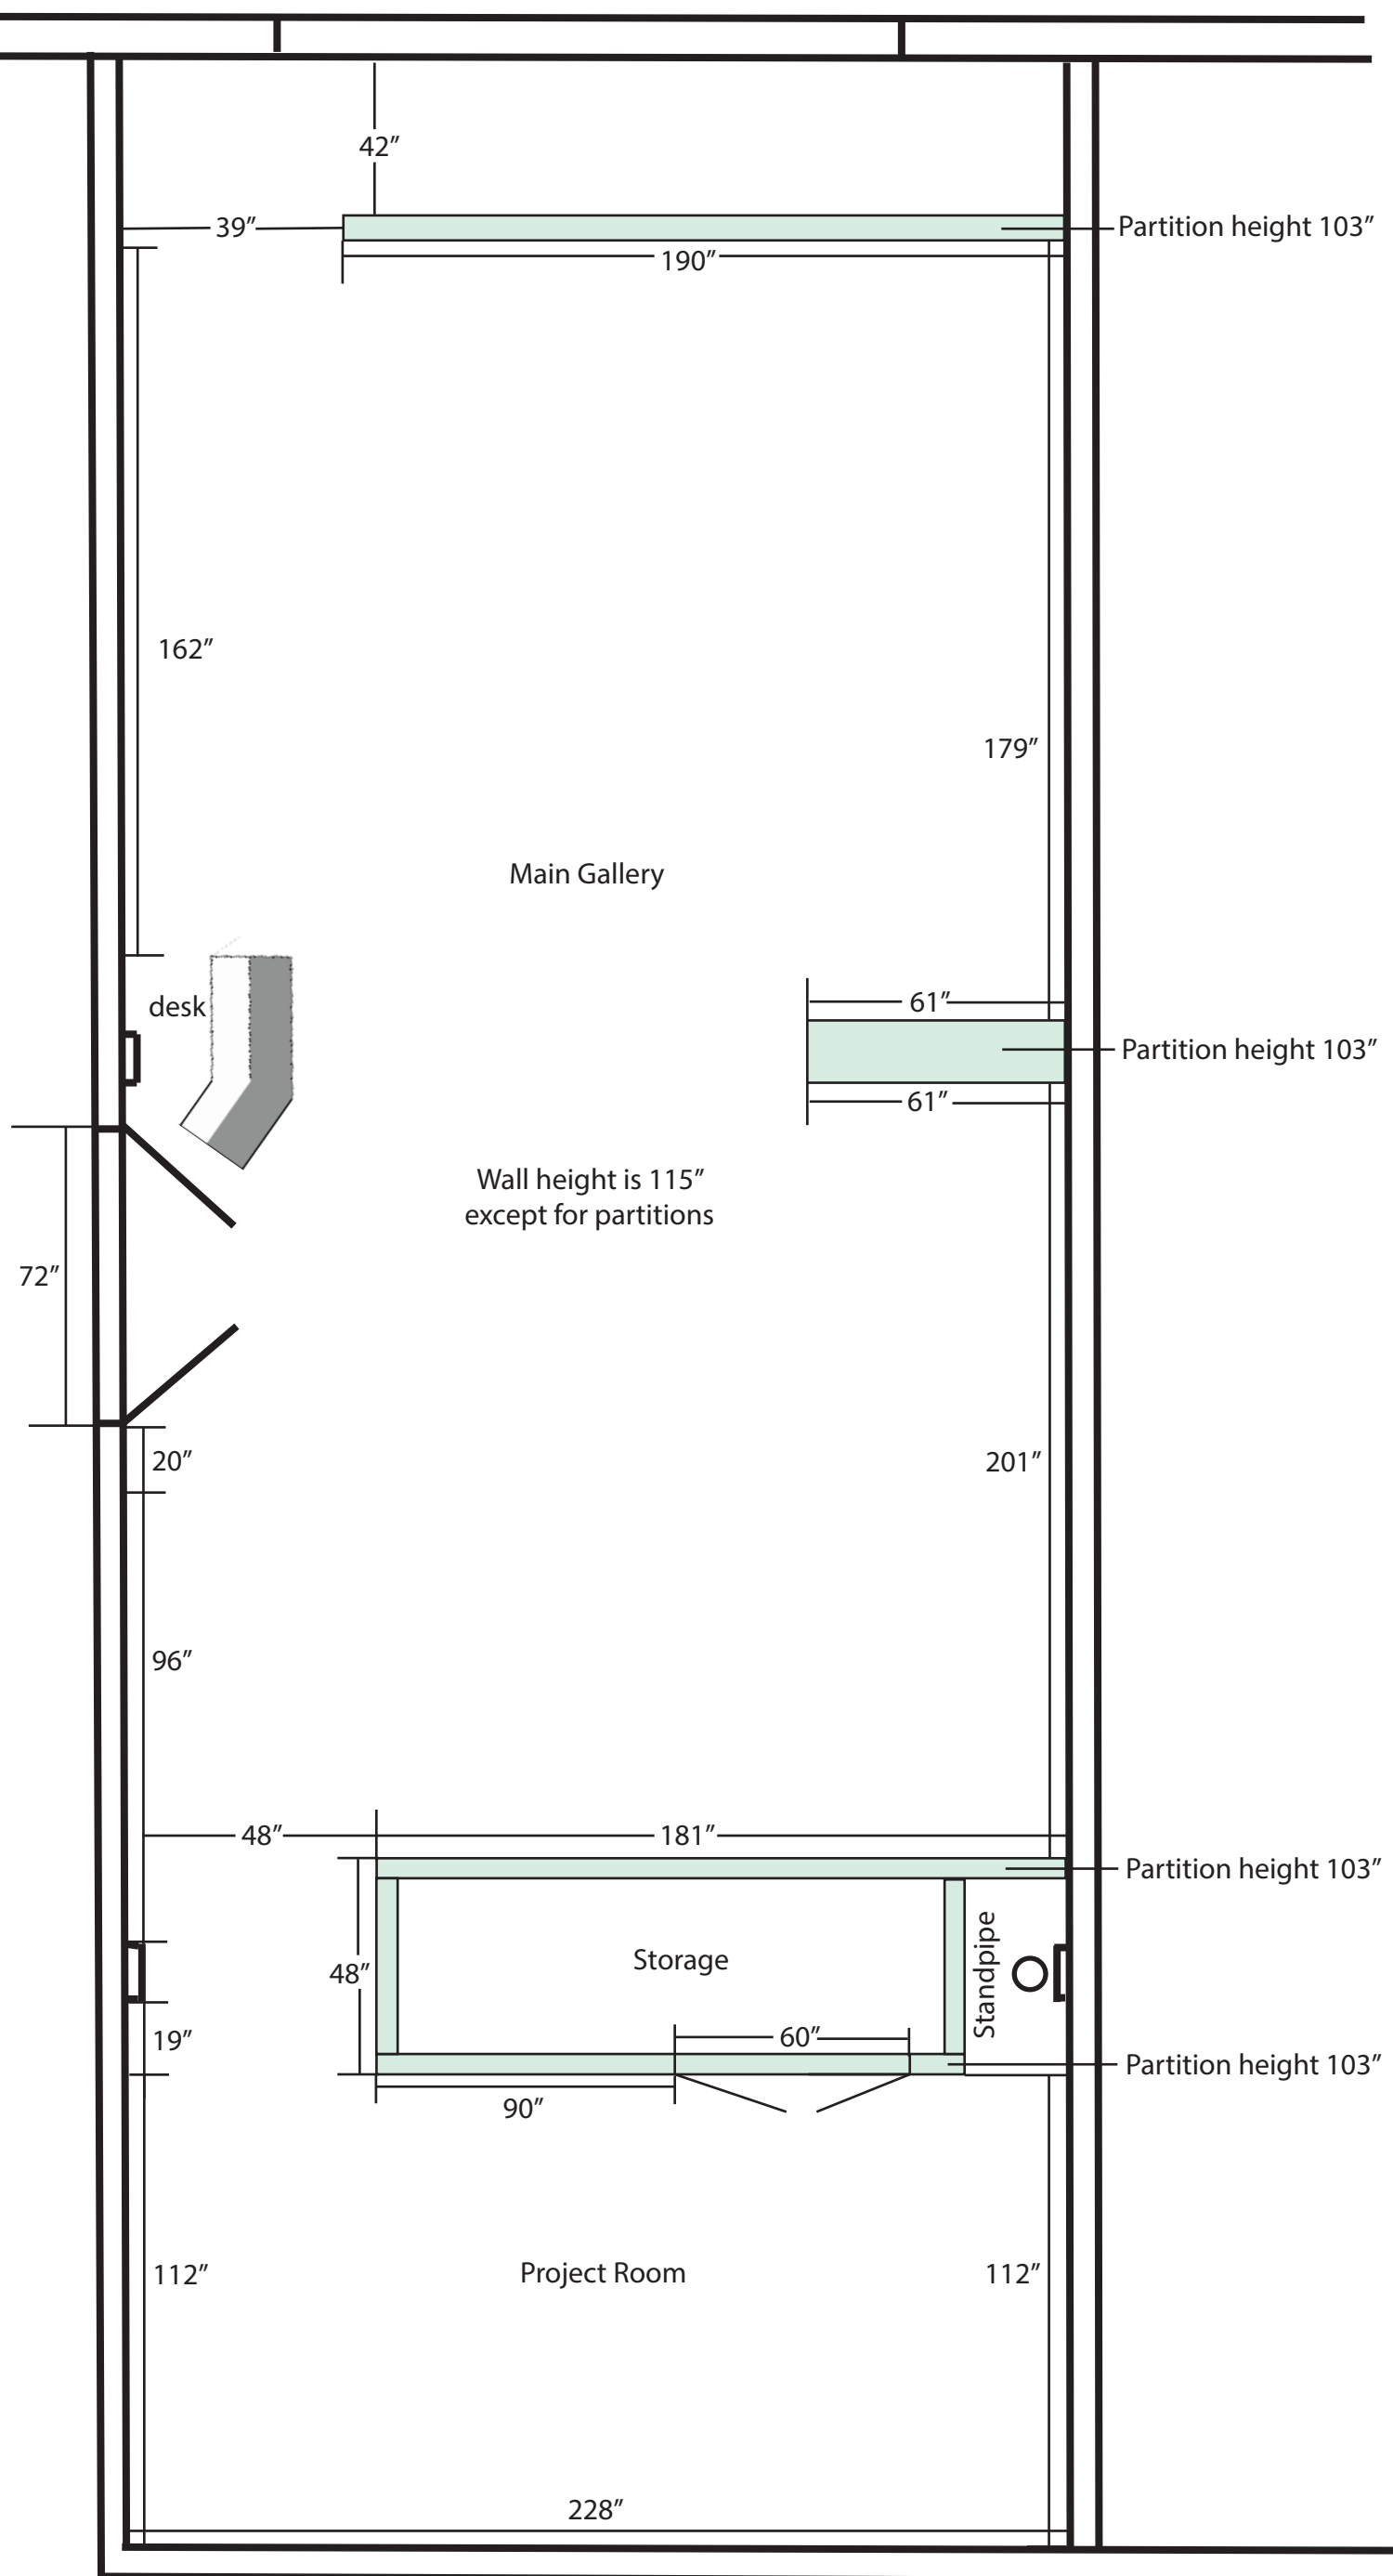 42”
39”
Partition height 103”
190”
162”
179”
Main Gallery
desk
61”
Partition height 103”
61”
Wall height is 115”
except for partitions
72”
20”
201”
96”
48”
181”
Partition height 103”
Storage
Standpipe
48”
60”
19”
Partition height 103”
90”
112”
Project Room
112”
228”